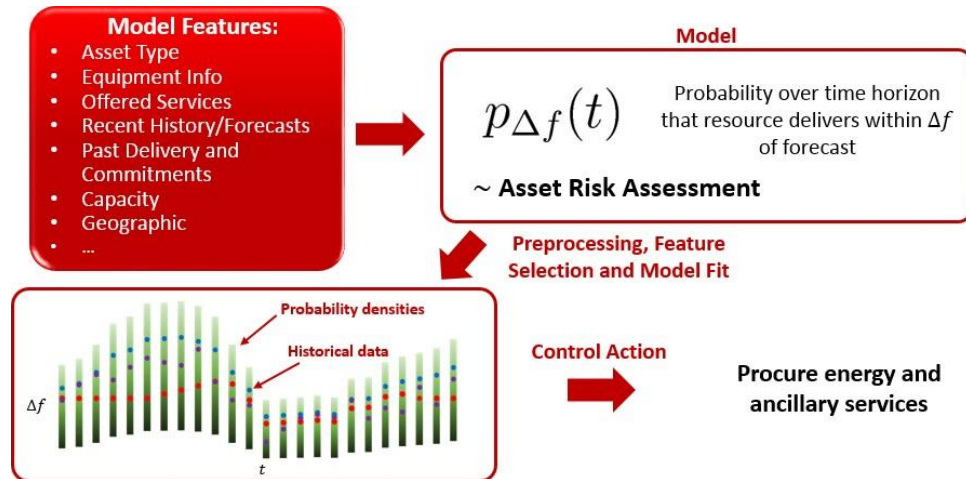 Model Features:
• Asset Type
• Equipment Info
• Offered Services
• Recent History/Forecasts
• Past Delivery and
Commitments
• Capacity
• Geographic
• ...
Model
pΔf(t)
Probability over time horizon
that resource delivers within Δf
of forecast
~ Asset Risk Assessment
Preprocessing, Feature
Selection and Model Fit
Probability densities
Historical data
Δf
t
Control Action
Procure energy and
ancillary services